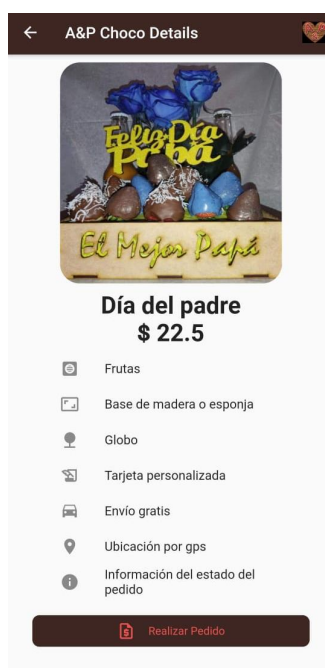 A&P Choco Details
Feliz Día
Papá
El Mejor Papá
Día del padre
$ 22.5
Frutas
Base de madera o esponja
Globo
Tarjeta personalizada
Envío gratis
Ubicación por gps
Información del estado del
pedido
Realizar Pedido